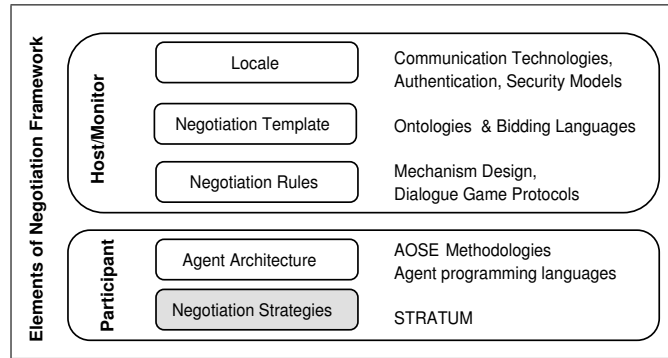 Elements of Negotiation Framework
Host/Monitor
Locale
Communication Technologies,
Authentication, Security Models
Negotiation Template
Ontologies & Bidding Languages
Negotiation Rules
Mechanism Design,
Dialogue Game Protocols
Participant
Agent Architecture
AOSE Methodologies
Agent programming languages
Negotiation Strategies
STRATUM